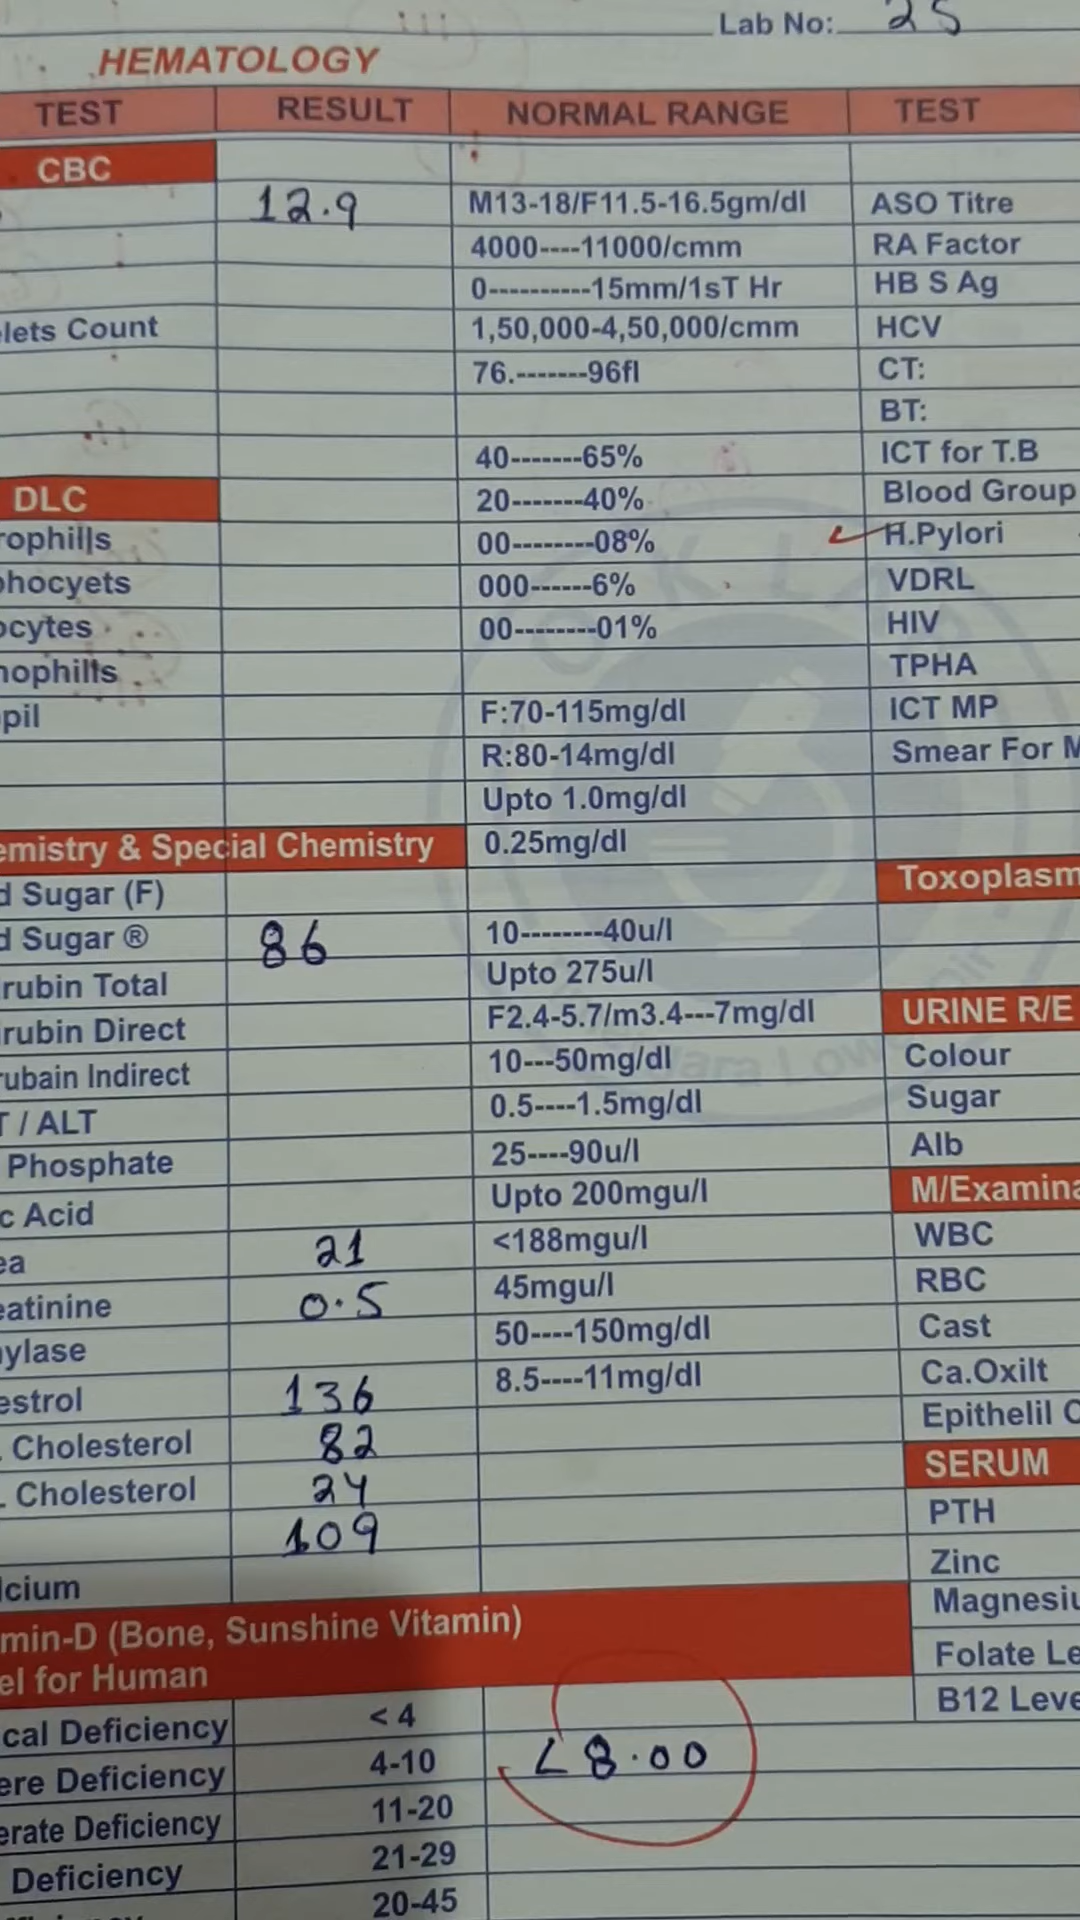 Lab No: 25
HEMATOLOGY
TEST RESULT NORMAL RANGE TEST
CBC
12.9 M13-18/F11.5-16.5gm/dl ASO Titre
4000----11000/cmm RA Factor
0----------15mm/1sT Hr HB S Ag
lets Count 1,50,000-4,50,000/cmm HCV
76.-------96fl CT:
BT:
40-------65% ICT for T.B
DLC 20-------40% Blood Group
rophills 00--------08% H.Pylori
hocyets 000------6% VDRL
ocytes 00--------01% HIV
nophills TPHA
pil F:70-115mg/dl ICT MP
R:80-14mg/dl Smear For M
Upto 1.0mg/dl
emistry & Special Chemistry 0.25mg/dl
d Sugar (F) Toxoplasm
d Sugar ® 86 10--------40u/l
rubin Total Upto 275u/l
rubin Direct F2.4-5.7/m3.4---7mg/dl URINE R/E
rubain Indirect 10---50mg/dl Colour
T / ALT 0.5----1.5mg/dl Sugar
Phosphate 25----90u/l Alb
c Acid Upto 200mgu/l M/Examina
ea 21 <188mgu/l WBC
eatinine 0.5 45mgu/l RBC
ylase 50----150mg/dl Cast
estrol 136 8.5----11mg/dl Ca.Oxilt
Cholesterol 82 Epithelil C
Cholesterol 24 SERUM
109 PTH
lcium Zinc
min-D (Bone, Sunshine Vitamin) Magnesiu
el for Human Folate Le
cal Deficiency < 4 B12 Leve
ere Deficiency 4-10 <8.00
erate Deficiency 11-20
Deficiency 21-29
20-45